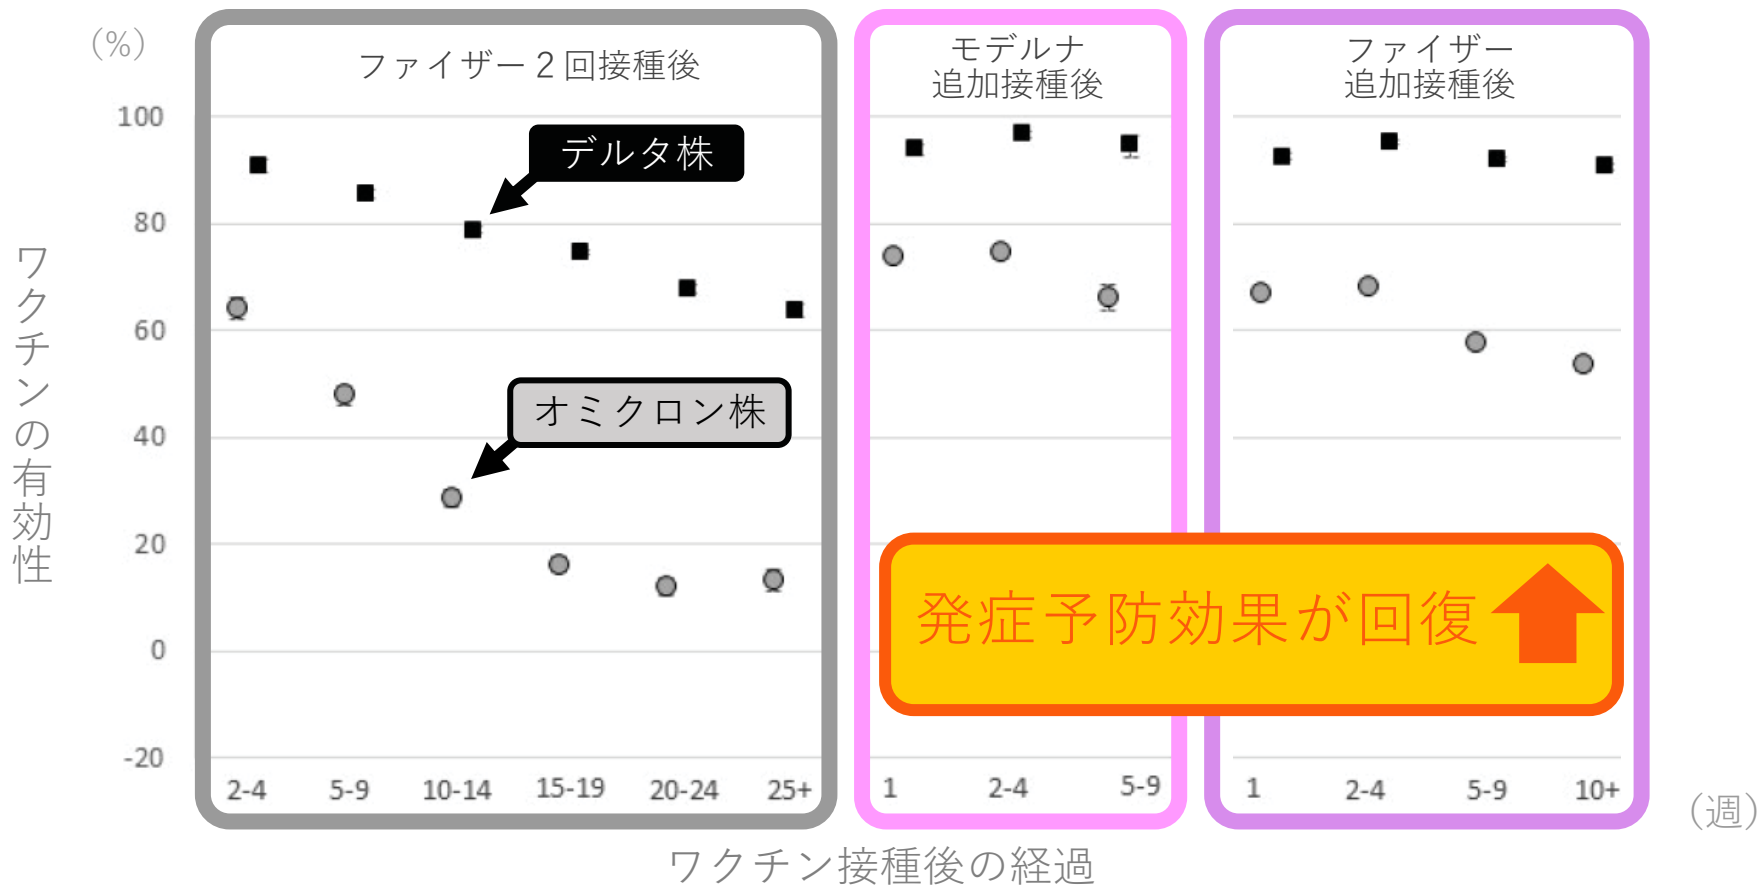 (%)
ファイザー２回接種後
モデルナ
追加接種後
ファイザー
追加接種後
100
80
60
40
20
0
-20
デルタ株
オミクロン株
発症予防効果が回復
ワクチンの有効性
2-4 5-9 10-14 15-19 20-24 25+
1 2-4 5-9
1 2-4 5-9 10+
(週)
ワクチン接種後の経過